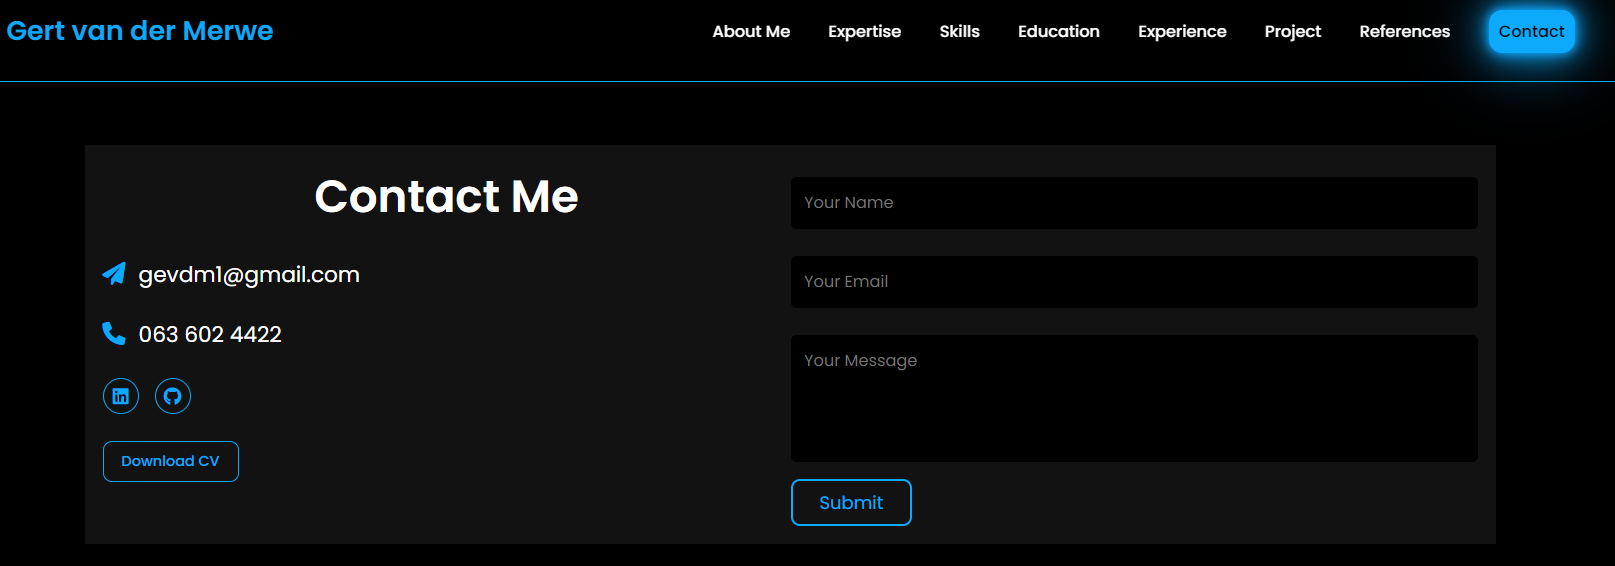 Gert van der Merwe
About Me Expertise Skills Education Experience Project References Contact
Contact Me
gevdm1@gmail.com
063 602 4422
Download CV
Your Name
Your Email
Your Message
Submit